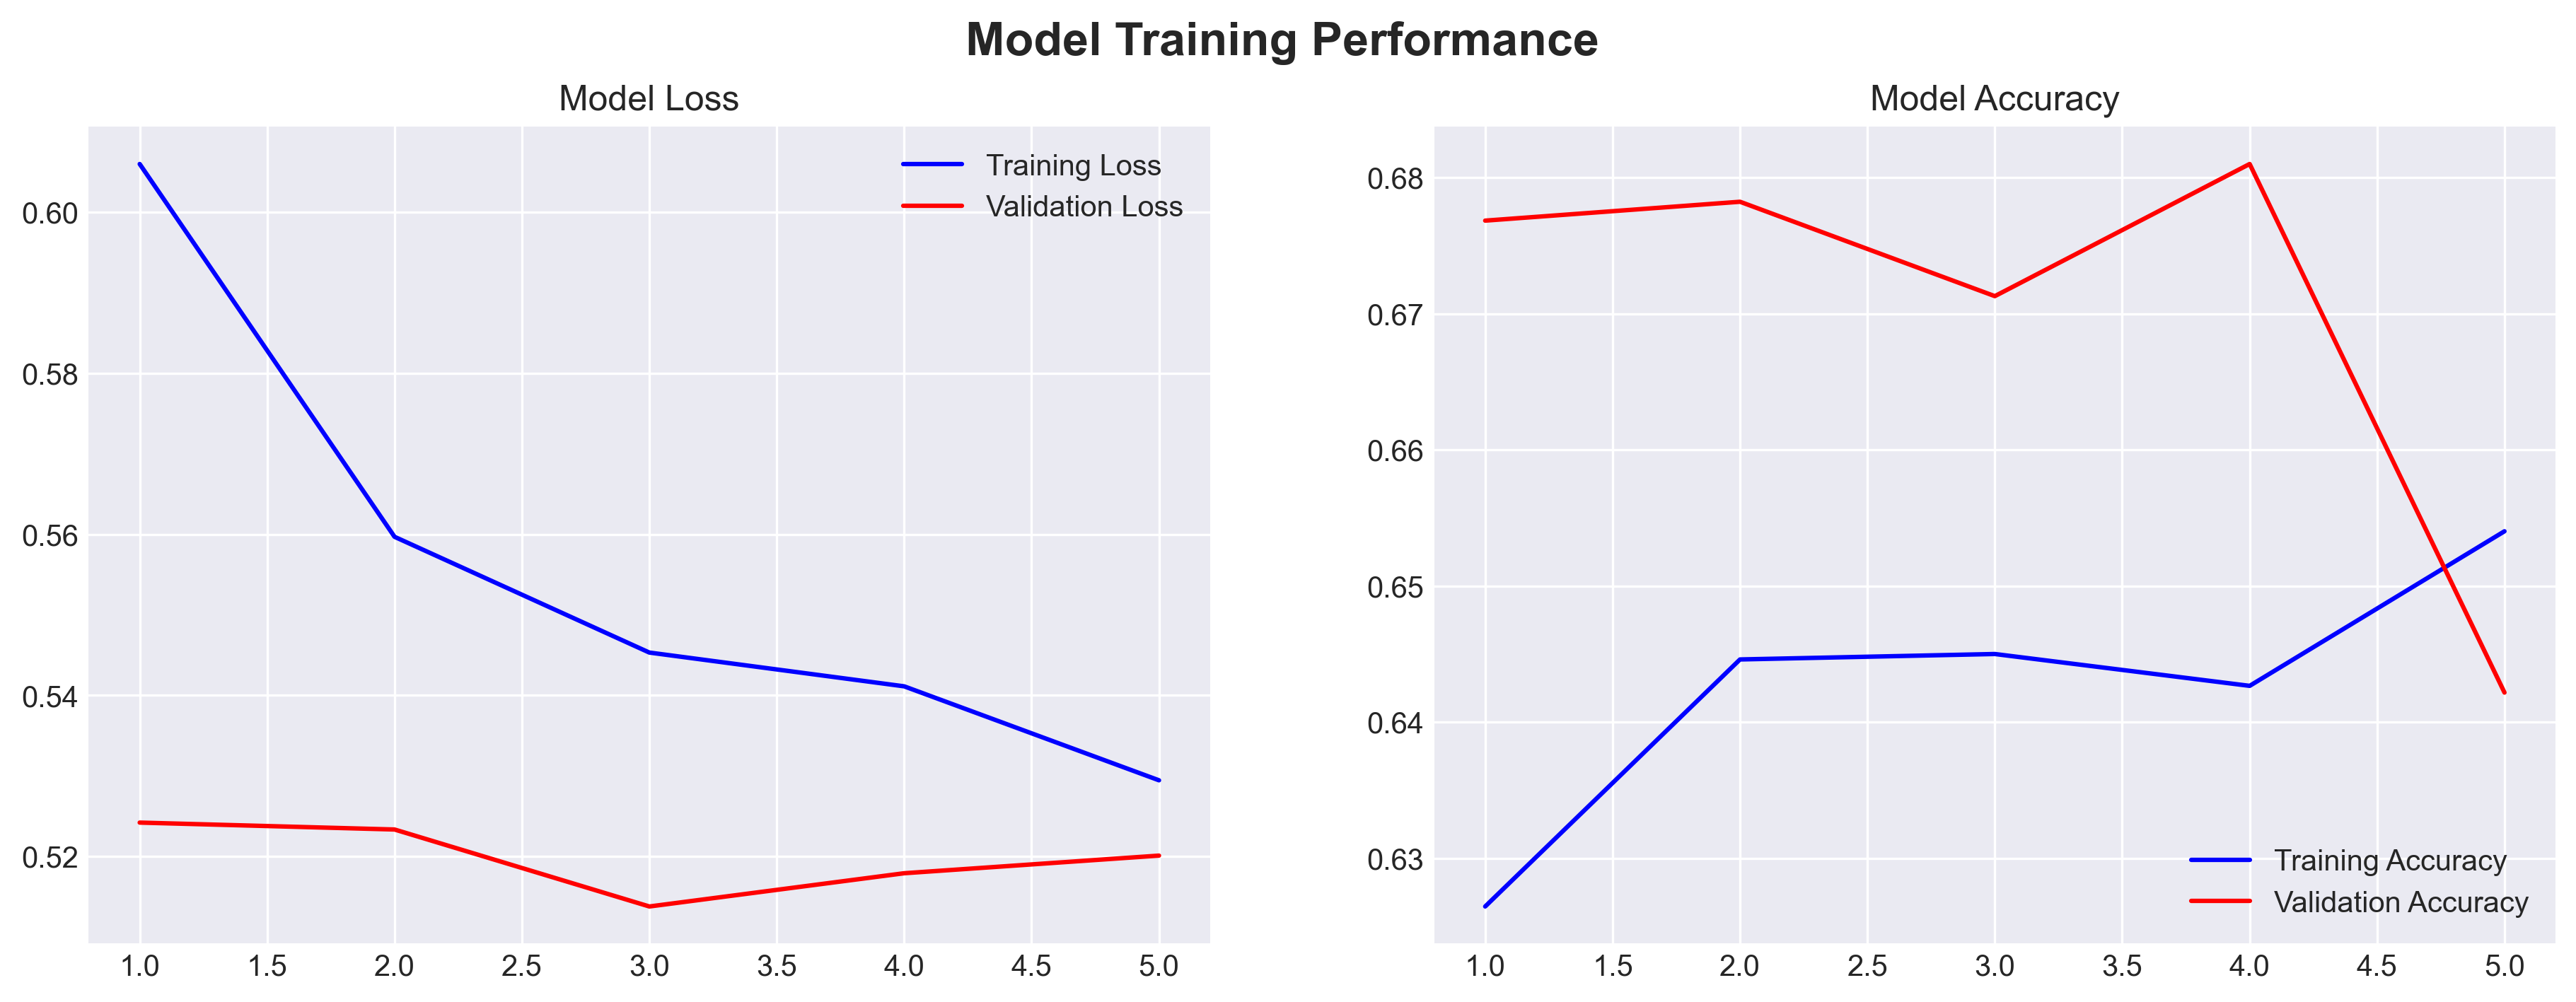 Model Training Performance
Model Loss
Training Loss
Validation Loss
0.60
0.58
0.56
0.54
0.52
1.0 1.5 2.0 2.5 3.0 3.5 4.0 4.5 5.0
Model Accuracy
0.68
0.67
0.66
0.65
0.64
0.63
Training Accuracy
Validation Accuracy
1.0 1.5 2.0 2.5 3.0 3.5 4.0 4.5 5.0